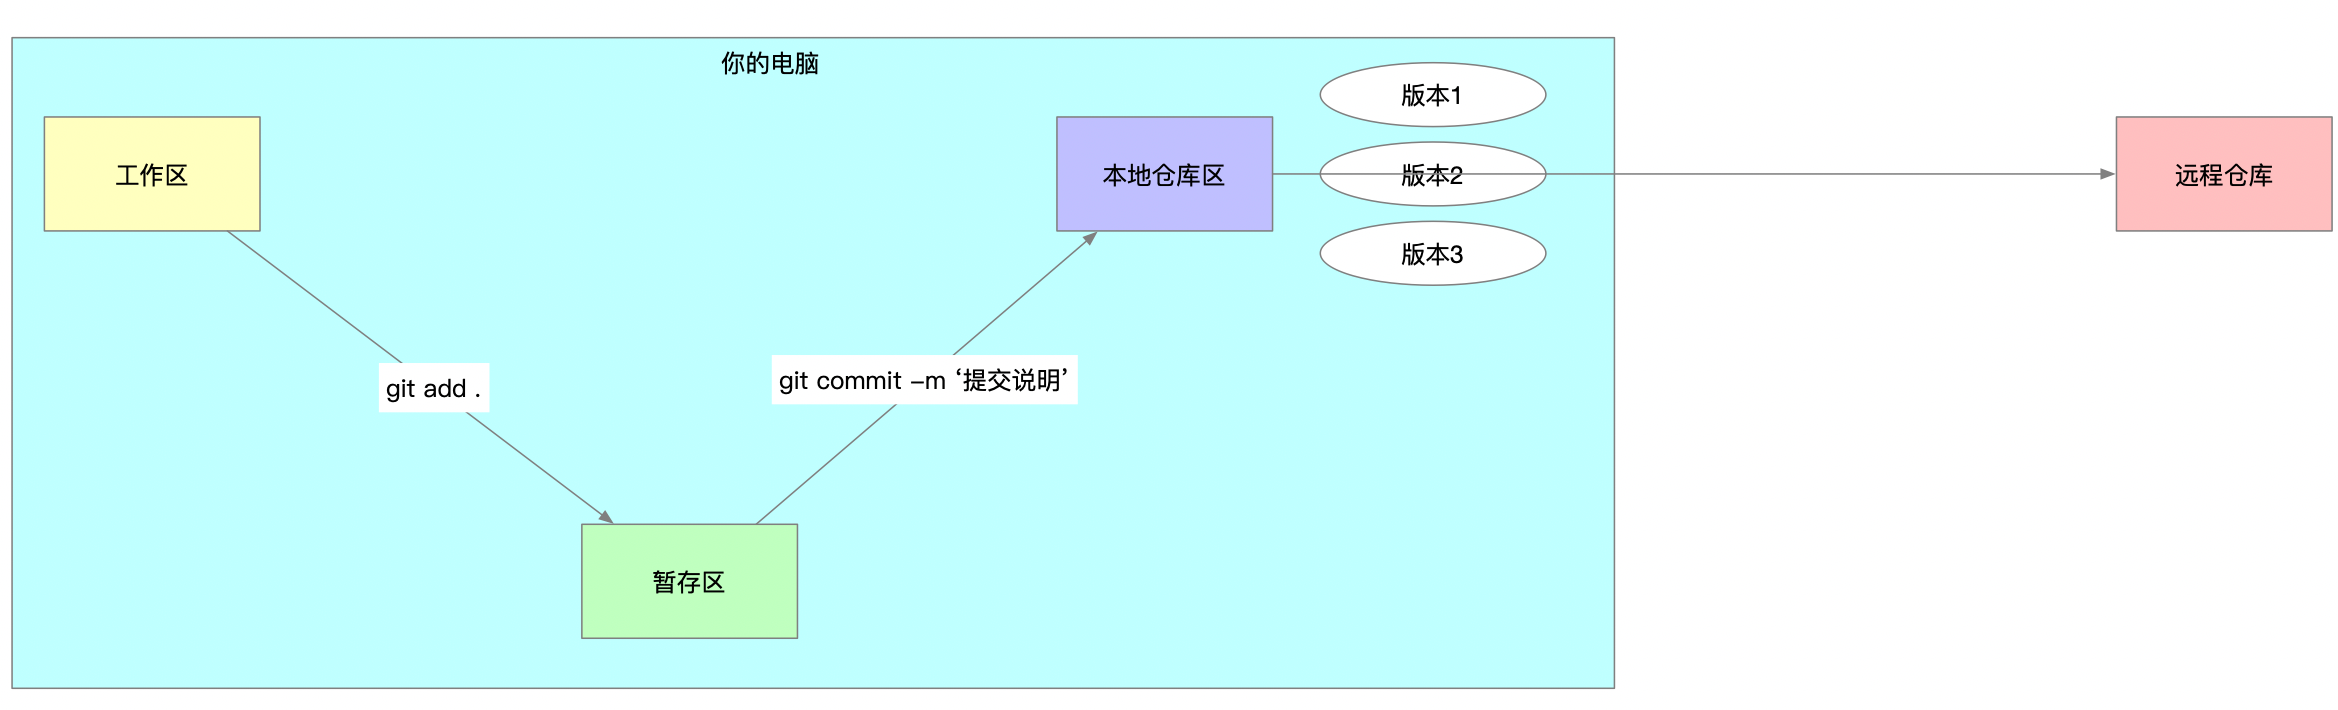 你的电脑
版本1
工作区
本地仓库区
版本2
远程仓库
版本3
git add .
git commit -m ‘提交说明’
暂存区